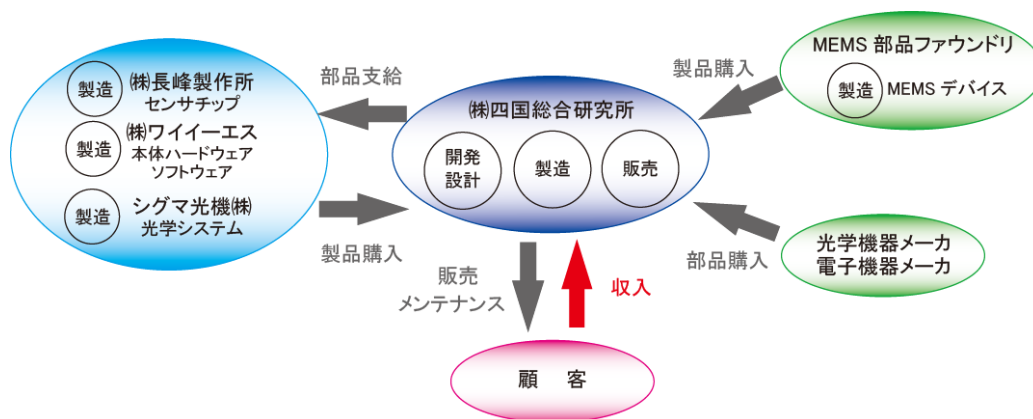 製造
㈱長峰製作所
センサチップ
製造
㈱ワイイーエス
本体ハードウェア
ソフトウェア
製造
シグマ光機㈱
光学システム
部品支給
製品購入
㈱四国総合研究所
開発
設計
製造
販売
製品購入
MEMS 部品ファウンドリ
製造
MEMS デバイス
部品購入
光学機器メーカ
電子機器メーカ
販売
メンテナンス
収入
顧 客